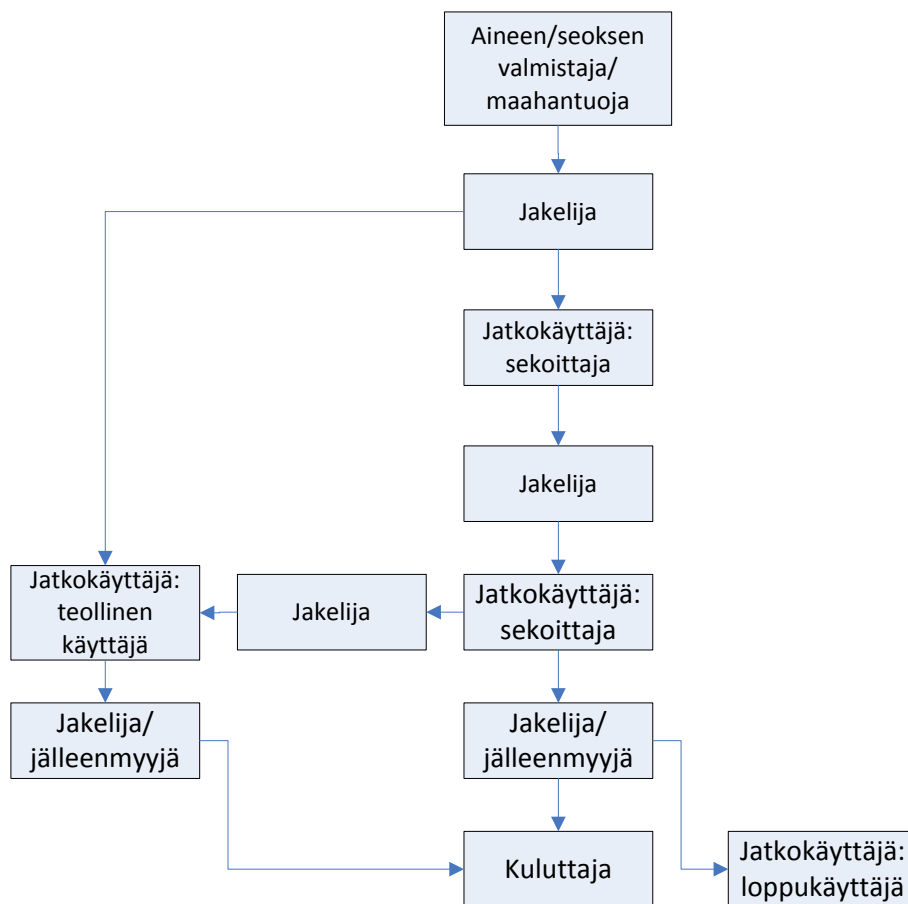 Aineen/seoksen
valmistaja/
maahantuoja
Jakelija
Jatkokäyttäjä:
sekoittaja
Jakelija
Jatkokäyttäjä:
teollinen
käyttäjä
Jakelija
Jatkokäyttäjä:
sekoittaja
Jakelija/
jälleenmyyjä
Jakelija/
jälleenmyyjä
Kuluttaja
Jatkokäyttäjä:
loppukäyttäjä